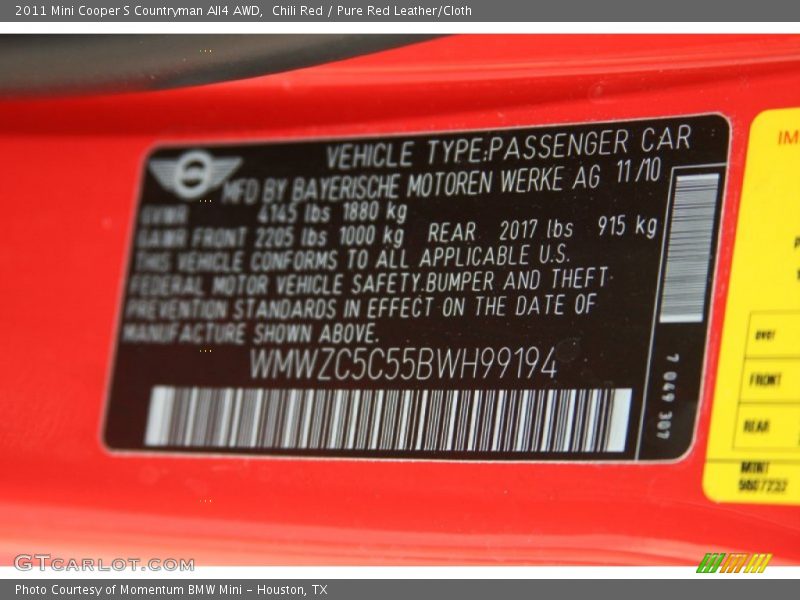 2011 Mini Cooper S Countryman All4 AWD, Chili Red / Pure Red Leather/Cloth
VEHICLE TYPE:PASSENGER CAR
MFD BY BAYERISCHE MOTOREN WERKE AG 11/10
GVWR 4145 lbs 1880 kg
GAWR FRONT 2205 lbs 1000 kg REAR 2017 lbs 915 kg
THIS VEHICLE CONFORMS TO ALL APPLICABLE U.S.
FEDERAL MOTOR VEHICLE SAFETY.BUMPER AND THEFT
PREVENTION STANDARDS IN EFFECT ON THE DATE OF
MANUFACTURE SHOWN ABOVE.
WMWZC5C55BWH99194
7 049 307
IM
over
FRONT
REAR
MINI
GTcarlot.com
Photo Courtesy of Momentum BMW Mini - Houston, TX